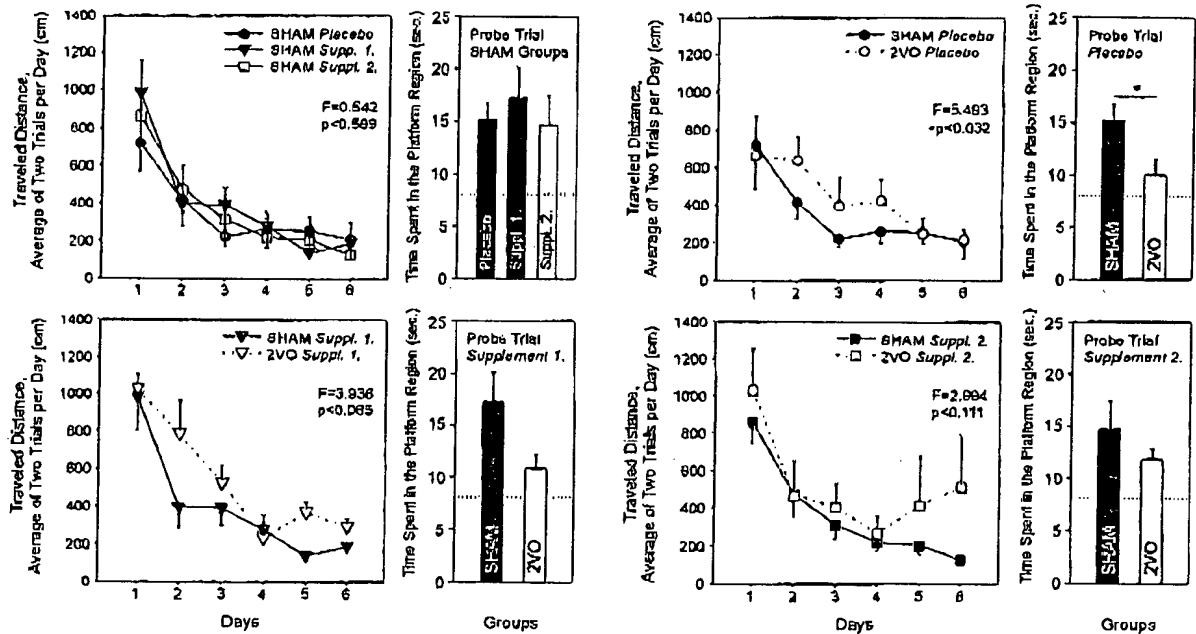 1400
1200
1000
800
600
400
200
0
Traveled Distance,
Average of Two Trials per Day (cm)
SHAM Placebo
SHAM Suppl. 1.
SHAM Suppl. 2.
F=0.542
p<0.589
1 2 3 4 5 6
25
20
15
10
5
0
Time Spent in the Platform Region (sec.)
Probe Trial
SHAM Groups
Placebo
Suppl. 1.
Suppl. 2.
1400
1200
1000
800
600
400
200
0
Traveled Distance,
Average of Two Trials per Day (cm)
SHAM Placebo
2VO Placebo
F=5.493
*p<0.032
1 2 3 4 5 6
25
20
15
10
5
0
Time Spent in the Platform Region (sec.)
Probe Trial
Placebo
*
SHAM
2VO
1400
1200
1000
800
600
400
200
0
Traveled Distance,
Average of Two Trials per Day (cm)
SHAM Suppl. 1.
2VO Suppl. 1.
F=3.936
p<0.065
1 2 3 4 5 6
Days
25
20
15
10
5
0
Time Spent in the Platform Region (sec.)
Probe Trial
Supplement 1.
SHAM
2VO
Groups
1400
1200
1000
800
600
400
200
0
Traveled Distance,
Average of Two Trials per Day (cm)
SHAM Suppl. 2.
2VO Suppl. 2.
p<0.111
1 2 3 4 5 6
Days
25
20
15
10
5
0
Time Spent in the Platform Region (sec.)
Probe Trial
Supplement 2.
SHAM
2VO
Groups